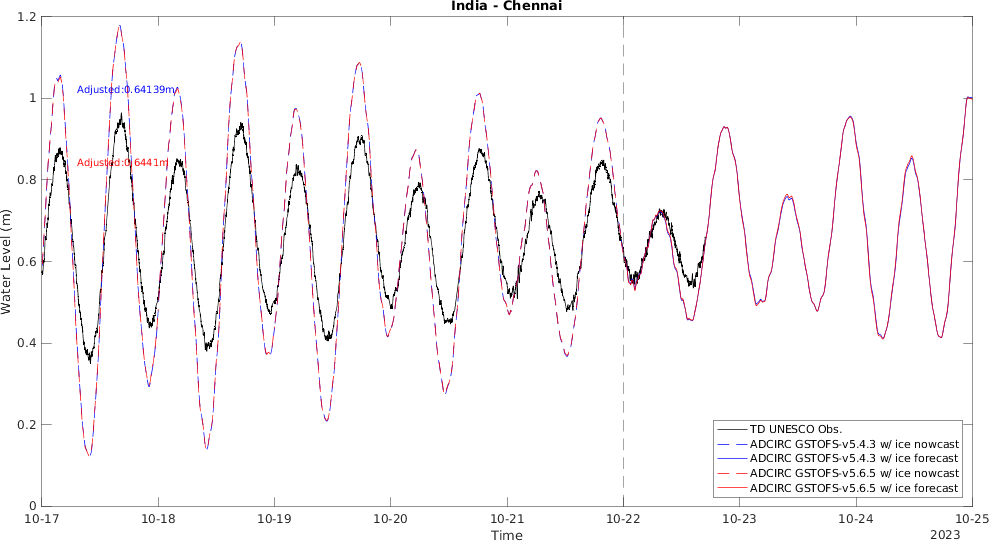 India - Chennai
1.2
1
0.8
0.6
0.4
0.2
0
Water Level (m)
Adjusted:0.64139m
Adjusted:0.6441m
TD UNESCO Obs.
ADCIRC GSTOFS-v5.4.3 w/ ice nowcast
ADCIRC GSTOFS-v5.4.3 w/ ice forecast
ADCIRC GSTOFS-v5.6.5 w/ ice nowcast
ADCIRC GSTOFS-v5.6.5 w/ ice forecast
10-17 10-18 10-19 10-20 10-21 10-22 10-23 10-24 10-25
Time
2023